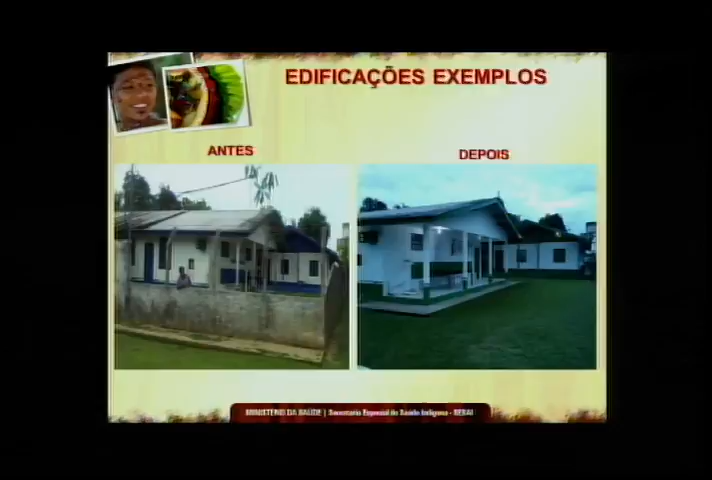 EDIFICAÇÕES EXEMPLOS
ANTES
DEPOIS
MINISTÉRIO DA SAÚDE | Secretaria Especial de Saúde Indígena - SESAI